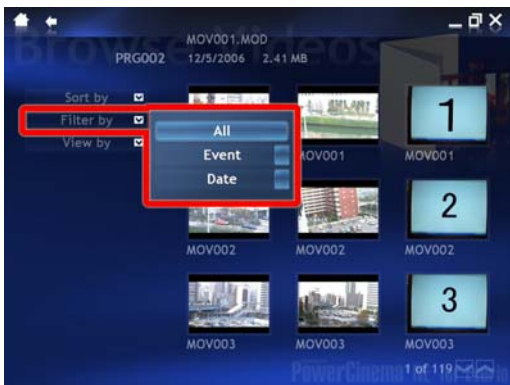 Browse Videos
MOV001.MOD
PRG002 12/5/2006 2.41 MB
Sort by
Filter by
View by
All
Event
Date
1
MOV001 MOV001
2
MOV002 MOV002 MOV002
3
MOV003 MOV003 MOV003
PowerCinema
1 of 119